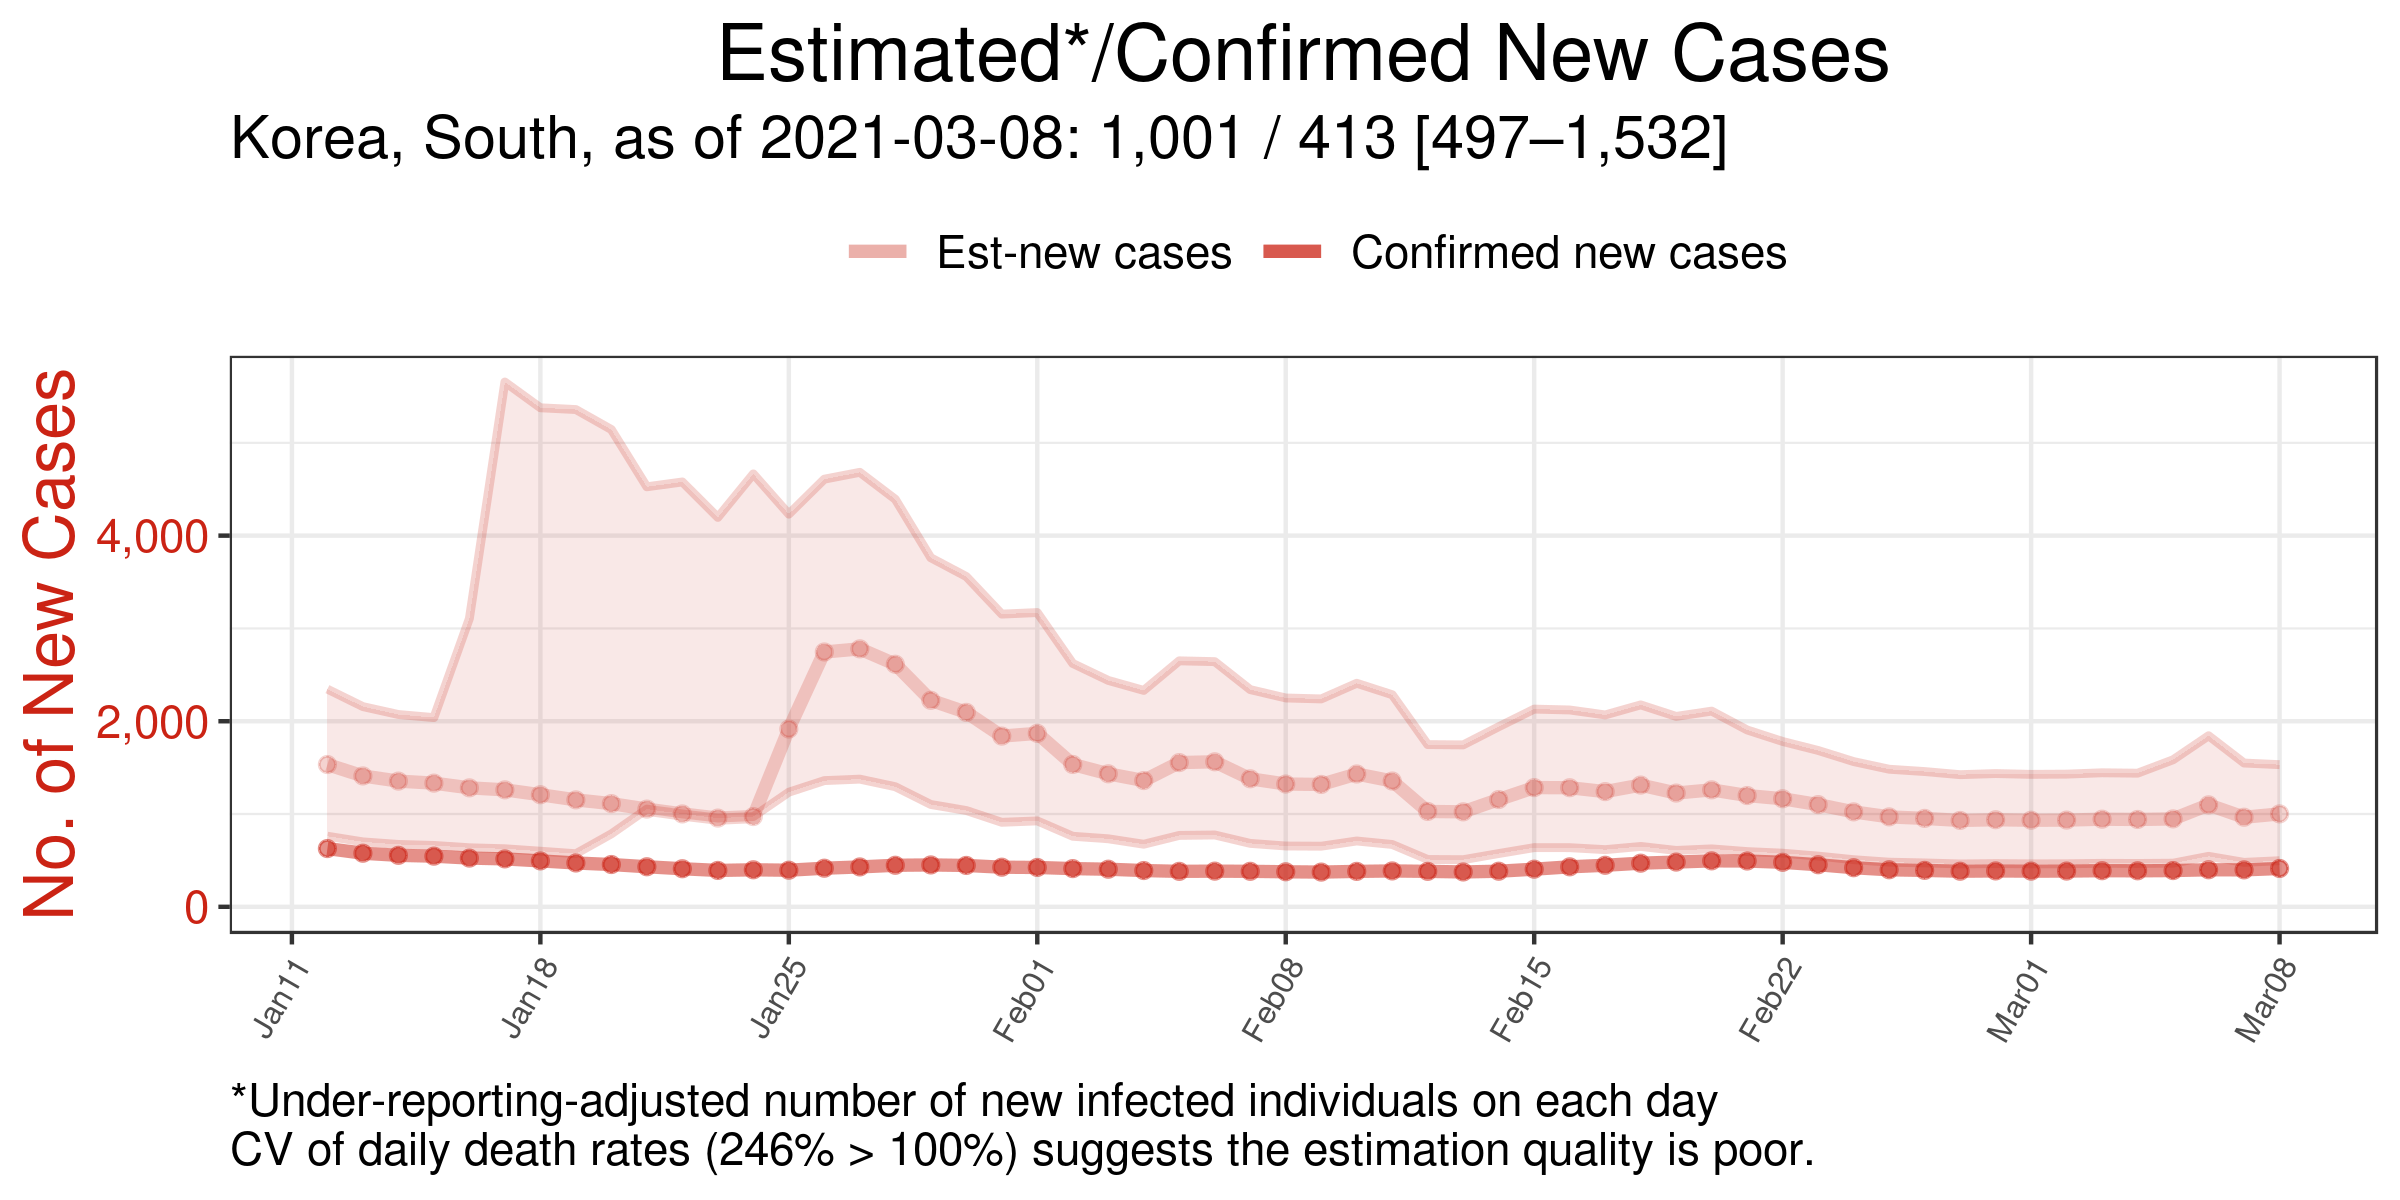 Estimated*/Confirmed New Cases
Korea, South, as of 2021-03-08: 1,001 / 413 [497–1,532]
Est-new cases
Confirmed new cases
No. of New Cases
4,000
2,000
0
Jan11
Jan18
Jan25
Feb01
Feb08
Feb15
Feb22
Mar01
Mar08
*Under-reporting-adjusted number of new infected individuals on each day
CV of daily death rates (246% > 100%) suggests the estimation quality is poor.